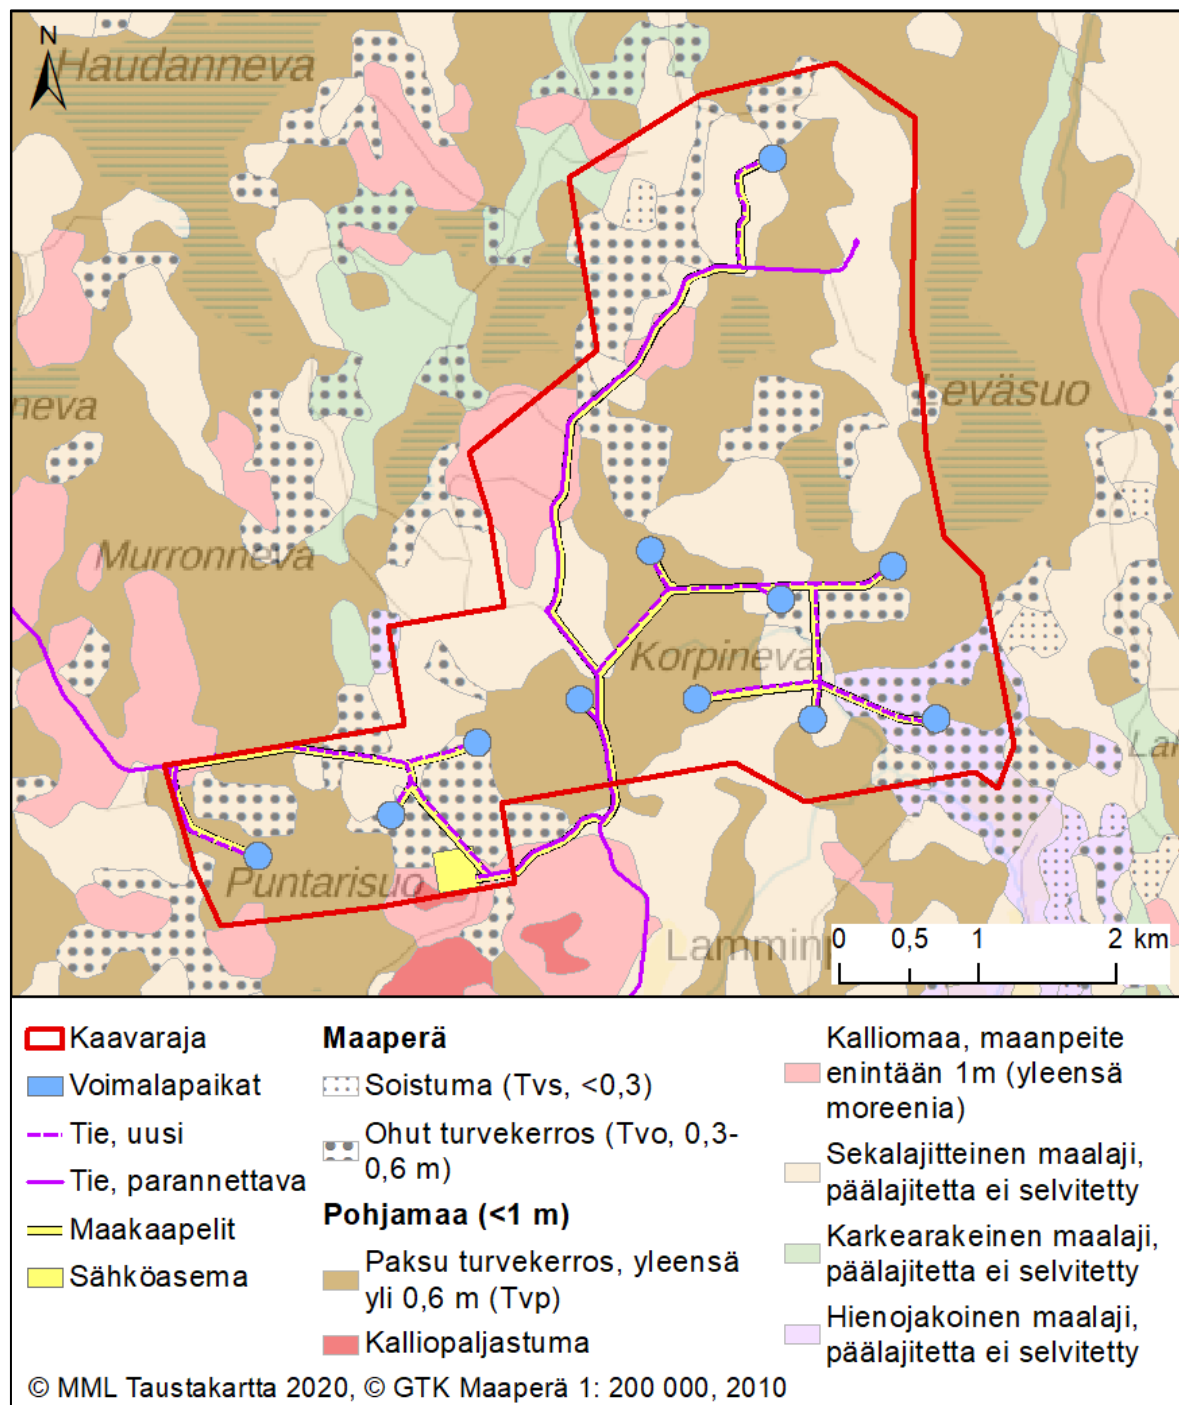 N
Haudanneva
neva
Leväsuo
Murronneva
Korpineva
Lar
Puntarisuo
Lamminp
0 0,5 1 2 km
Kaavaraja
Voimalapaikat
Tie, uusi
Tie, parannettava
Maakaapelit
Sähköasema
Maaperä
Soistuma (Tvs, <0,3)
Ohut turvekerros (Tvo, 0,3-
0,6 m)
Pohjamaa (<1 m)
Paksu turvekerros, yleensä
yli 0,6 m (Tvp)
Kalliopaljastuma
Kalliomaa, maanpeite
enintään 1m (yleensä
moreenia)
Sekalajitteinen maalaji,
päälajitetta ei selvitetty
Karkearakeinen maalaji,
päälajitetta ei selvitetty
Hienojakoinen maalaji,
päälajitetta ei selvitetty
© MML Taustakartta 2020, © GTK Maaperä 1: 200 000, 2010